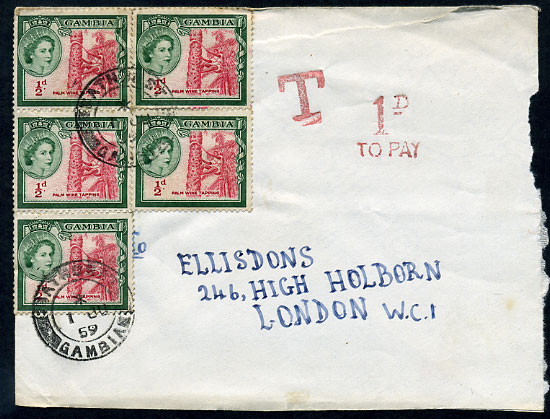 GAMBIA
½d
PALM WINE TAPPING
GAMBIA
½d
PALM WINE TAPPING
GAMBIA
½d
PALM WINE TAPPING
GAMBIA
½d
PALM WINE TAPPING
GAMBIA
½d
PALM WINE TAPPING
T
1D
TO PAY
ELLISDONS
246, HIGH HOLBORN
LONDON W.C.1
59
GAMBIA